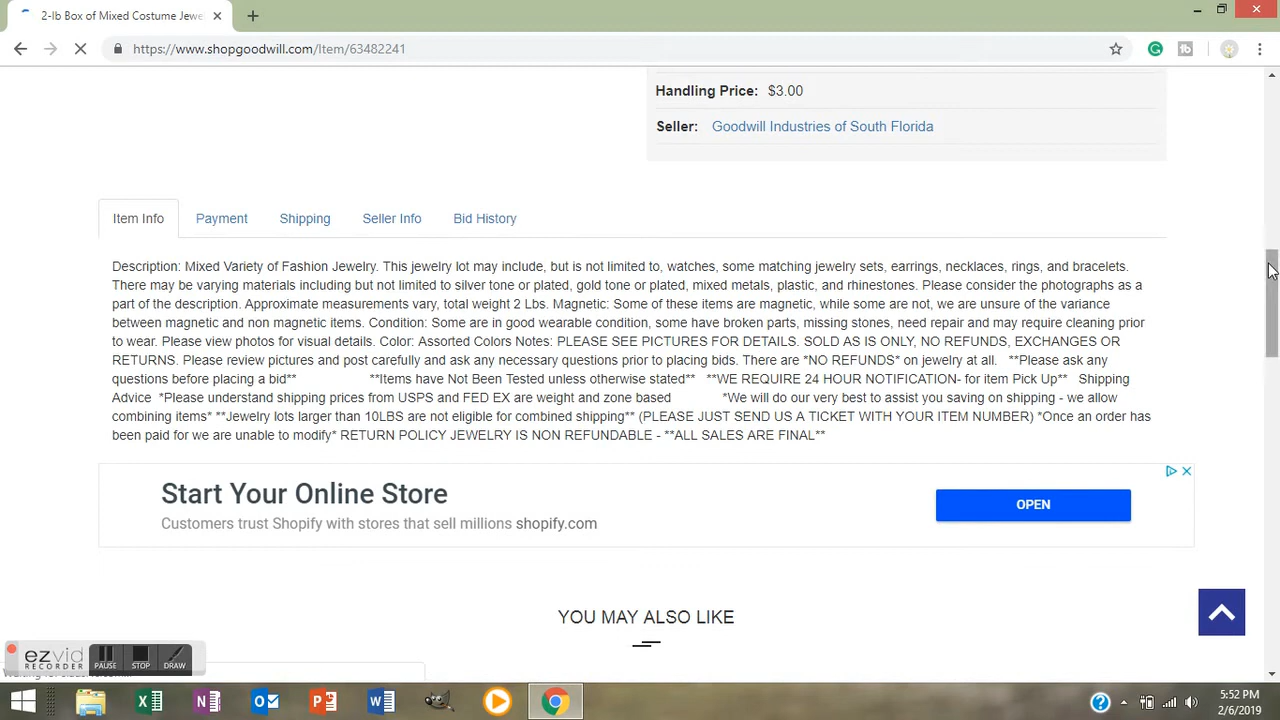 2-lb Box of Mixed Costume Jewe
https://www.shopgoodwill.com/Item/63482241
Handling Price: $3.00
Seller: Goodwill Industries of South Florida
Item Info Payment Shipping Seller Info Bid History
Description: Mixed Variety of Fashion Jewelry. This jewelry lot may include, but is not limited to, watches, some matching jewelry sets, earrings, necklaces, rings, and bracelets.
There may be varying materials including but not limited to silver tone or plated, gold tone or plated, mixed metals, plastic, and rhinestones. Please consider the photographs as a
part of the description. Approximate measurements vary, total weight 2 Lbs. Magnetic: Some of these items are magnetic, while some are not, we are unsure of the variance
between magnetic and non magnetic items. Condition: Some are in good wearable condition, some have broken parts, missing stones, need repair and may require cleaning prior
to wear. Please view photos for visual details. Color: Assorted Colors Notes: PLEASE SEE PICTURES FOR DETAILS. SOLD AS IS ONLY, NO REFUNDS, EXCHANGES OR
RETURNS. Please review pictures and post carefully and ask any necessary questions prior to placing bids. There are *NO REFUNDS* on jewelry at all. **Please ask any
questions before placing a bid** **Items have Not Been Tested unless otherwise stated** **WE REQUIRE 24 HOUR NOTIFICATION- for item Pick Up** Shipping
Advice *Please understand shipping prices from USPS and FED EX are weight and zone based *We will do our very best to assist you saving on shipping - we allow
combining items* **Jewelry lots larger than 10LBS are not eligible for combined shipping** (PLEASE JUST SEND US A TICKET WITH YOUR ITEM NUMBER) *Once an order has
been paid for we are unable to modify* RETURN POLICY JEWELRY IS NON REFUNDABLE - **ALL SALES ARE FINAL**
Start Your Online Store
Customers trust Shopify with stores that sell millions shopify.com
OPEN
YOU MAY ALSO LIKE
ezvid
RECORDER
PAUSE STOP DRAW
5:52 PM
2/6/2019